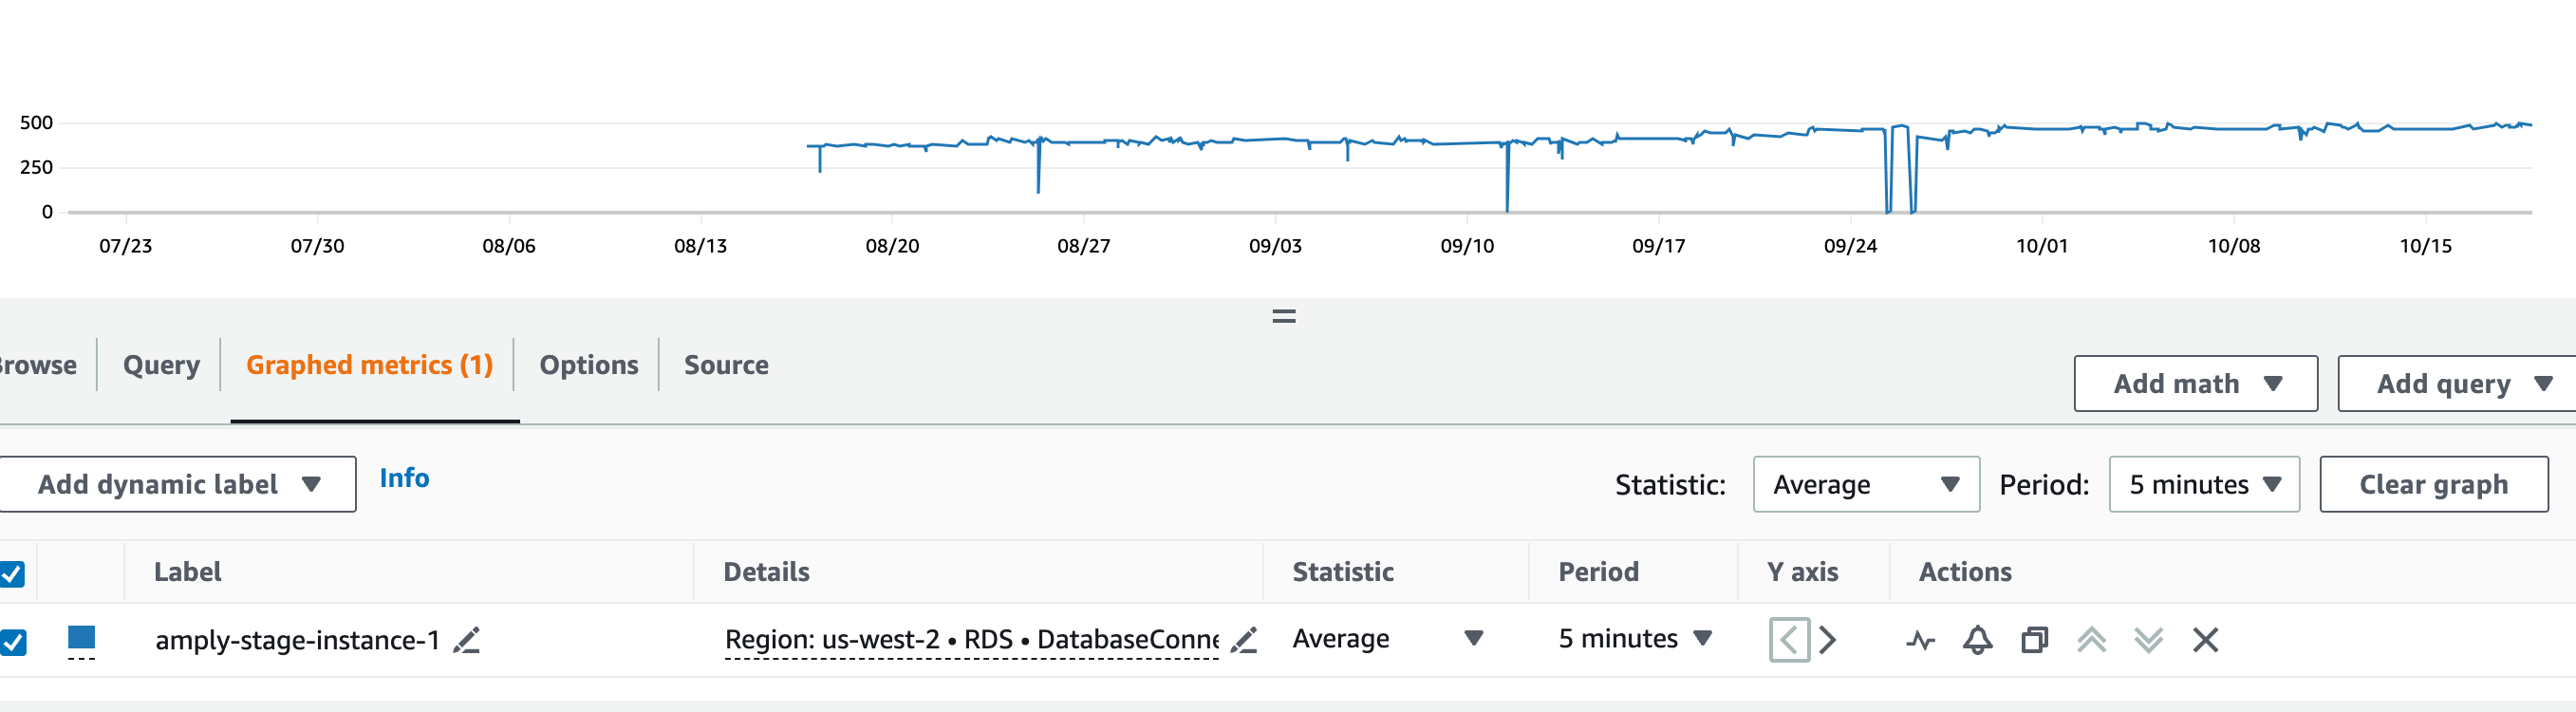 500
250
0
07/23 07/30 08/06 08/13 08/20 08/27 09/03 09/10 09/17 09/24 10/01 10/08 10/15
rowse Query Graphed metrics (1) Options Source
Add math Add query
Add dynamic label Info Statistic: Average Period: 5 minutes Clear graph
Label Details Statistic Period Y axis Actions
amply-stage-instance-1 Region: us-west-2 • RDS • DatabaseConne Average 5 minutes